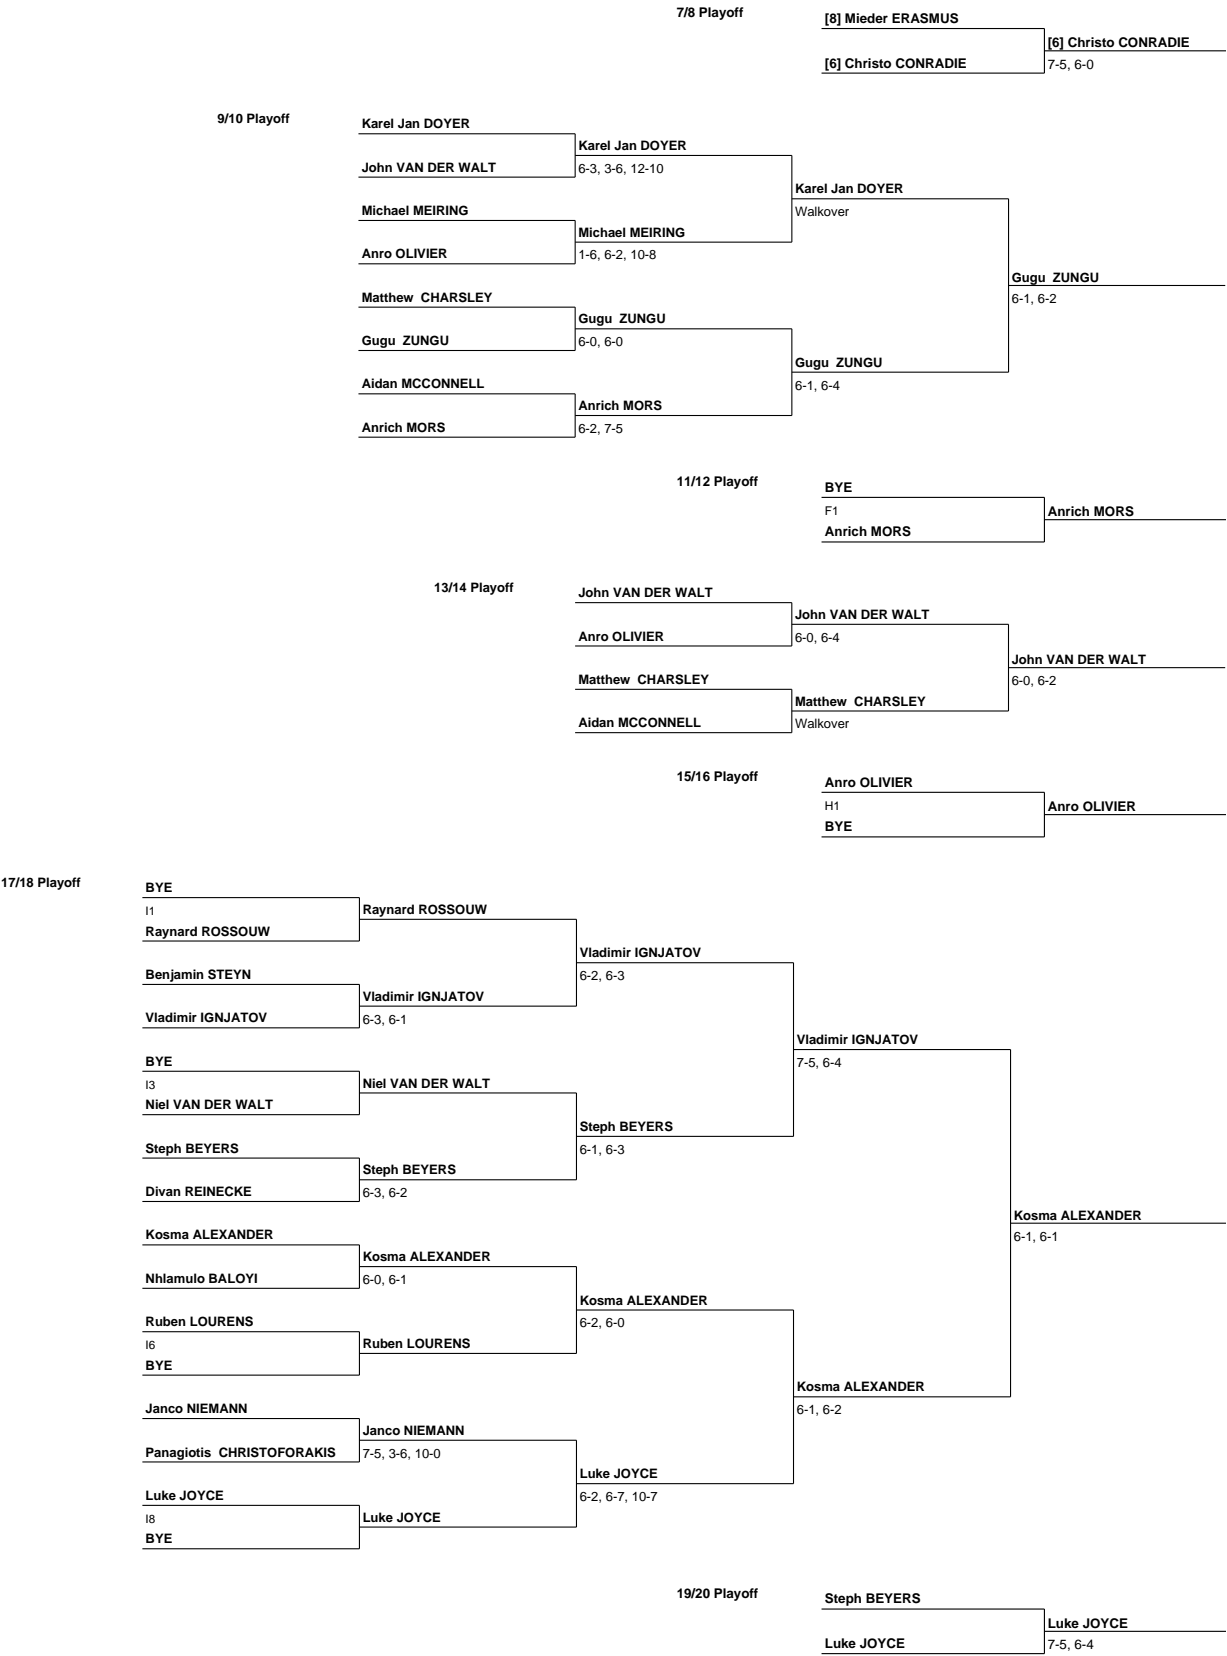 7/8 Playoff
[8] Mieder ERASMUS
[6] Christo CONRADIE
[6] Christo CONRADIE
7-5, 6-0
9/10 Playoff
Karel Jan DOYER
Karel Jan DOYER
John VAN DER WALT
6-3, 3-6, 12-10
Karel Jan DOYER
Michael MEIRING
Walkover
Michael MEIRING
Anro OLIVIER
1-6, 6-2, 10-8
Gugu ZUNGU
Matthew CHARSLEY
6-1, 6-2
Gugu ZUNGU
Gugu ZUNGU
6-0, 6-0
Gugu ZUNGU
Aidan MCCONNELL
6-1, 6-4
Anrich MORS
Anrich MORS
6-2, 7-5
11/12 Playoff
BYE
F1
Anrich MORS
Anrich MORS
13/14 Playoff
John VAN DER WALT
John VAN DER WALT
Anro OLIVIER
6-0, 6-4
John VAN DER WALT
Matthew CHARSLEY
6-0, 6-2
Matthew CHARSLEY
Aidan MCCONNELL
Walkover
15/16 Playoff
Anro OLIVIER
H1
Anro OLIVIER
BYE
17/18 Playoff
BYE
I1
Raynard ROSSOUW
Raynard ROSSOUW
Vladimir IGNJATOV
Benjamin STEYN
6-2, 6-3
Vladimir IGNJATOV
Vladimir IGNJATOV
6-3, 6-1
Vladimir IGNJATOV
BYE
7-5, 6-4
I3
Niel VAN DER WALT
Niel VAN DER WALT
Steph BEYERS
Steph BEYERS
6-1, 6-3
Steph BEYERS
Divan REINECKE
6-3, 6-2
Kosma ALEXANDER
Kosma ALEXANDER
6-1, 6-1
Kosma ALEXANDER
Nhlamulo BALOYI
6-0, 6-1
Kosma ALEXANDER
Ruben LOURENS
6-2, 6-0
I6
Ruben LOURENS
BYE
Kosma ALEXANDER
Janco NIEMANN
6-1, 6-2
Janco NIEMANN
Panagiotis CHRISTOFORAKIS
7-5, 3-6, 10-0
Luke JOYCE
Luke JOYCE
6-2, 6-7, 10-7
I8
Luke JOYCE
BYE
19/20 Playoff
Steph BEYERS
Luke JOYCE
Luke JOYCE
7-5, 6-4